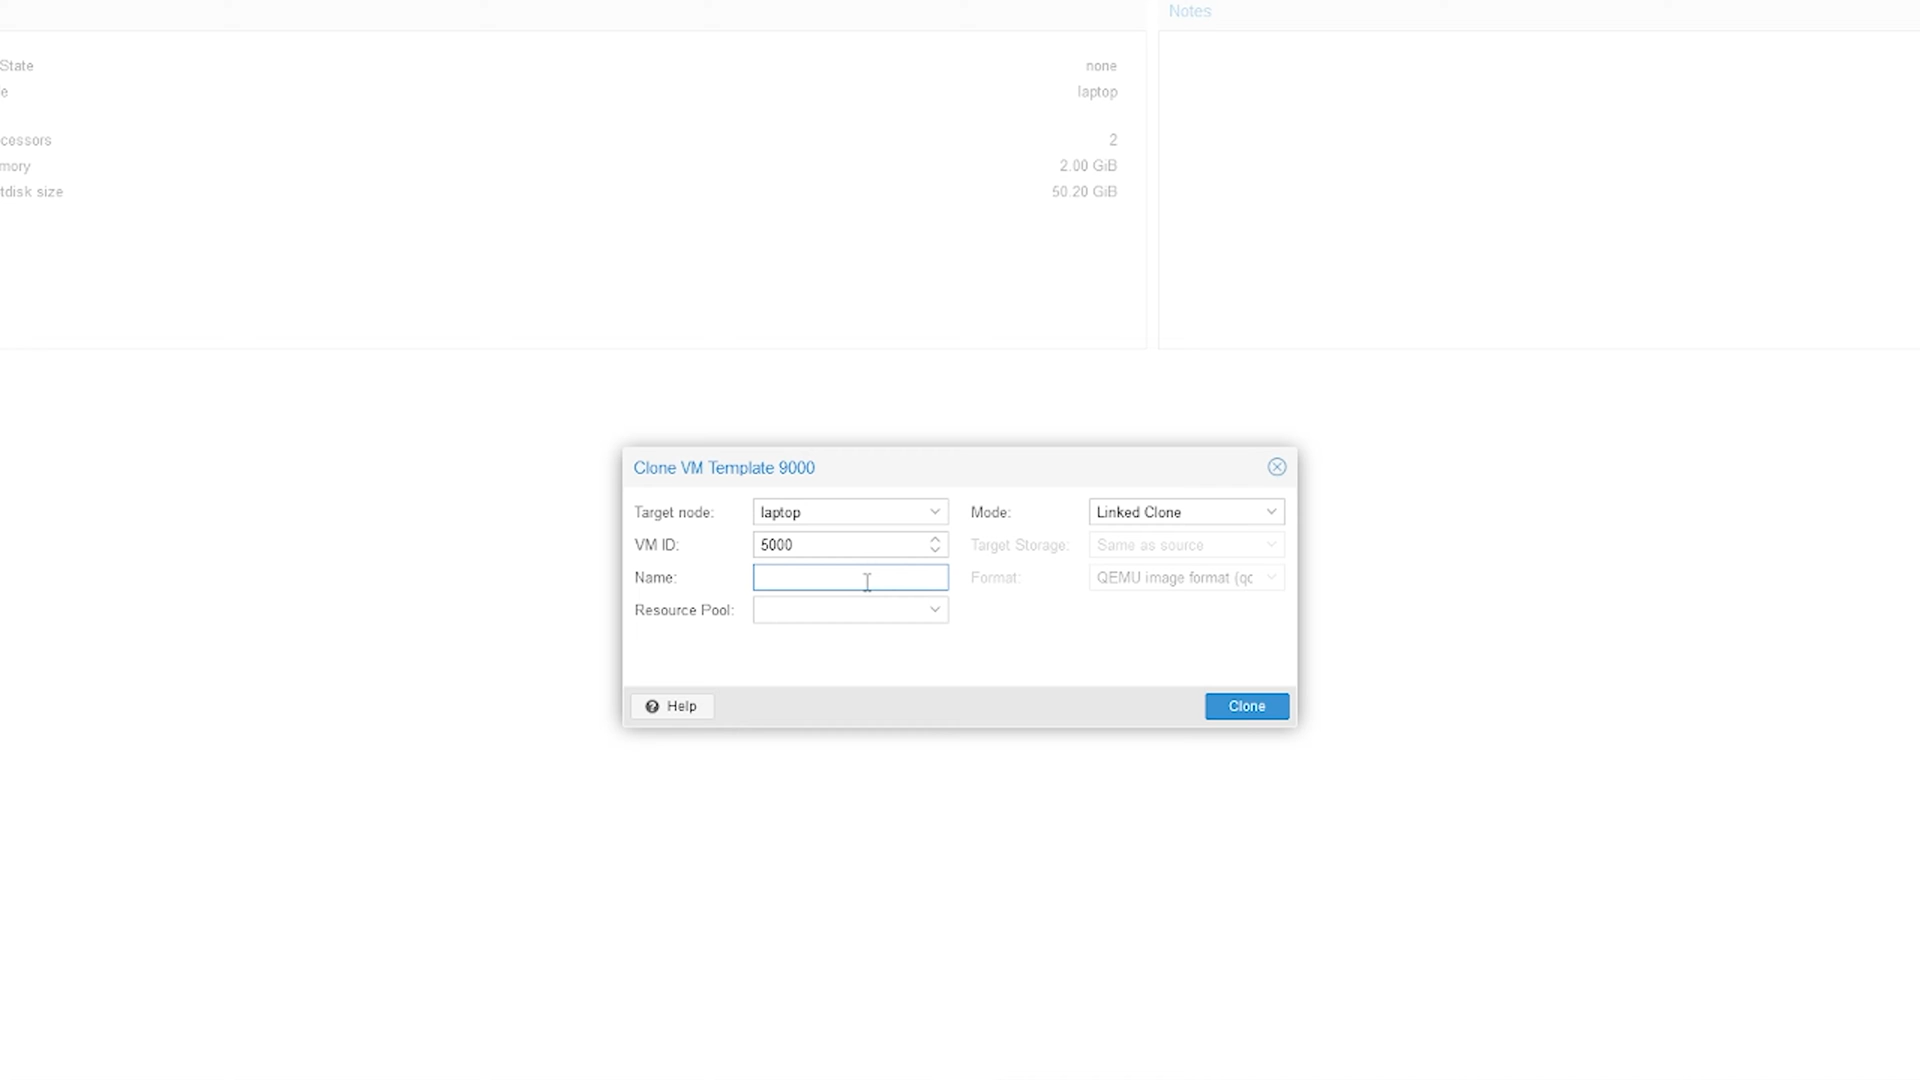 Notes
State none
e laptop
cessors 2
mory 2.00 GiB
tdisk size 50.20 GiB
Clone VM Template 9000
Target node: laptop Mode: Linked Clone
VM ID: 5000 Target Storage: Same as source
Name: Format: QEMU image format (qc
Resource Pool:
Help Clone